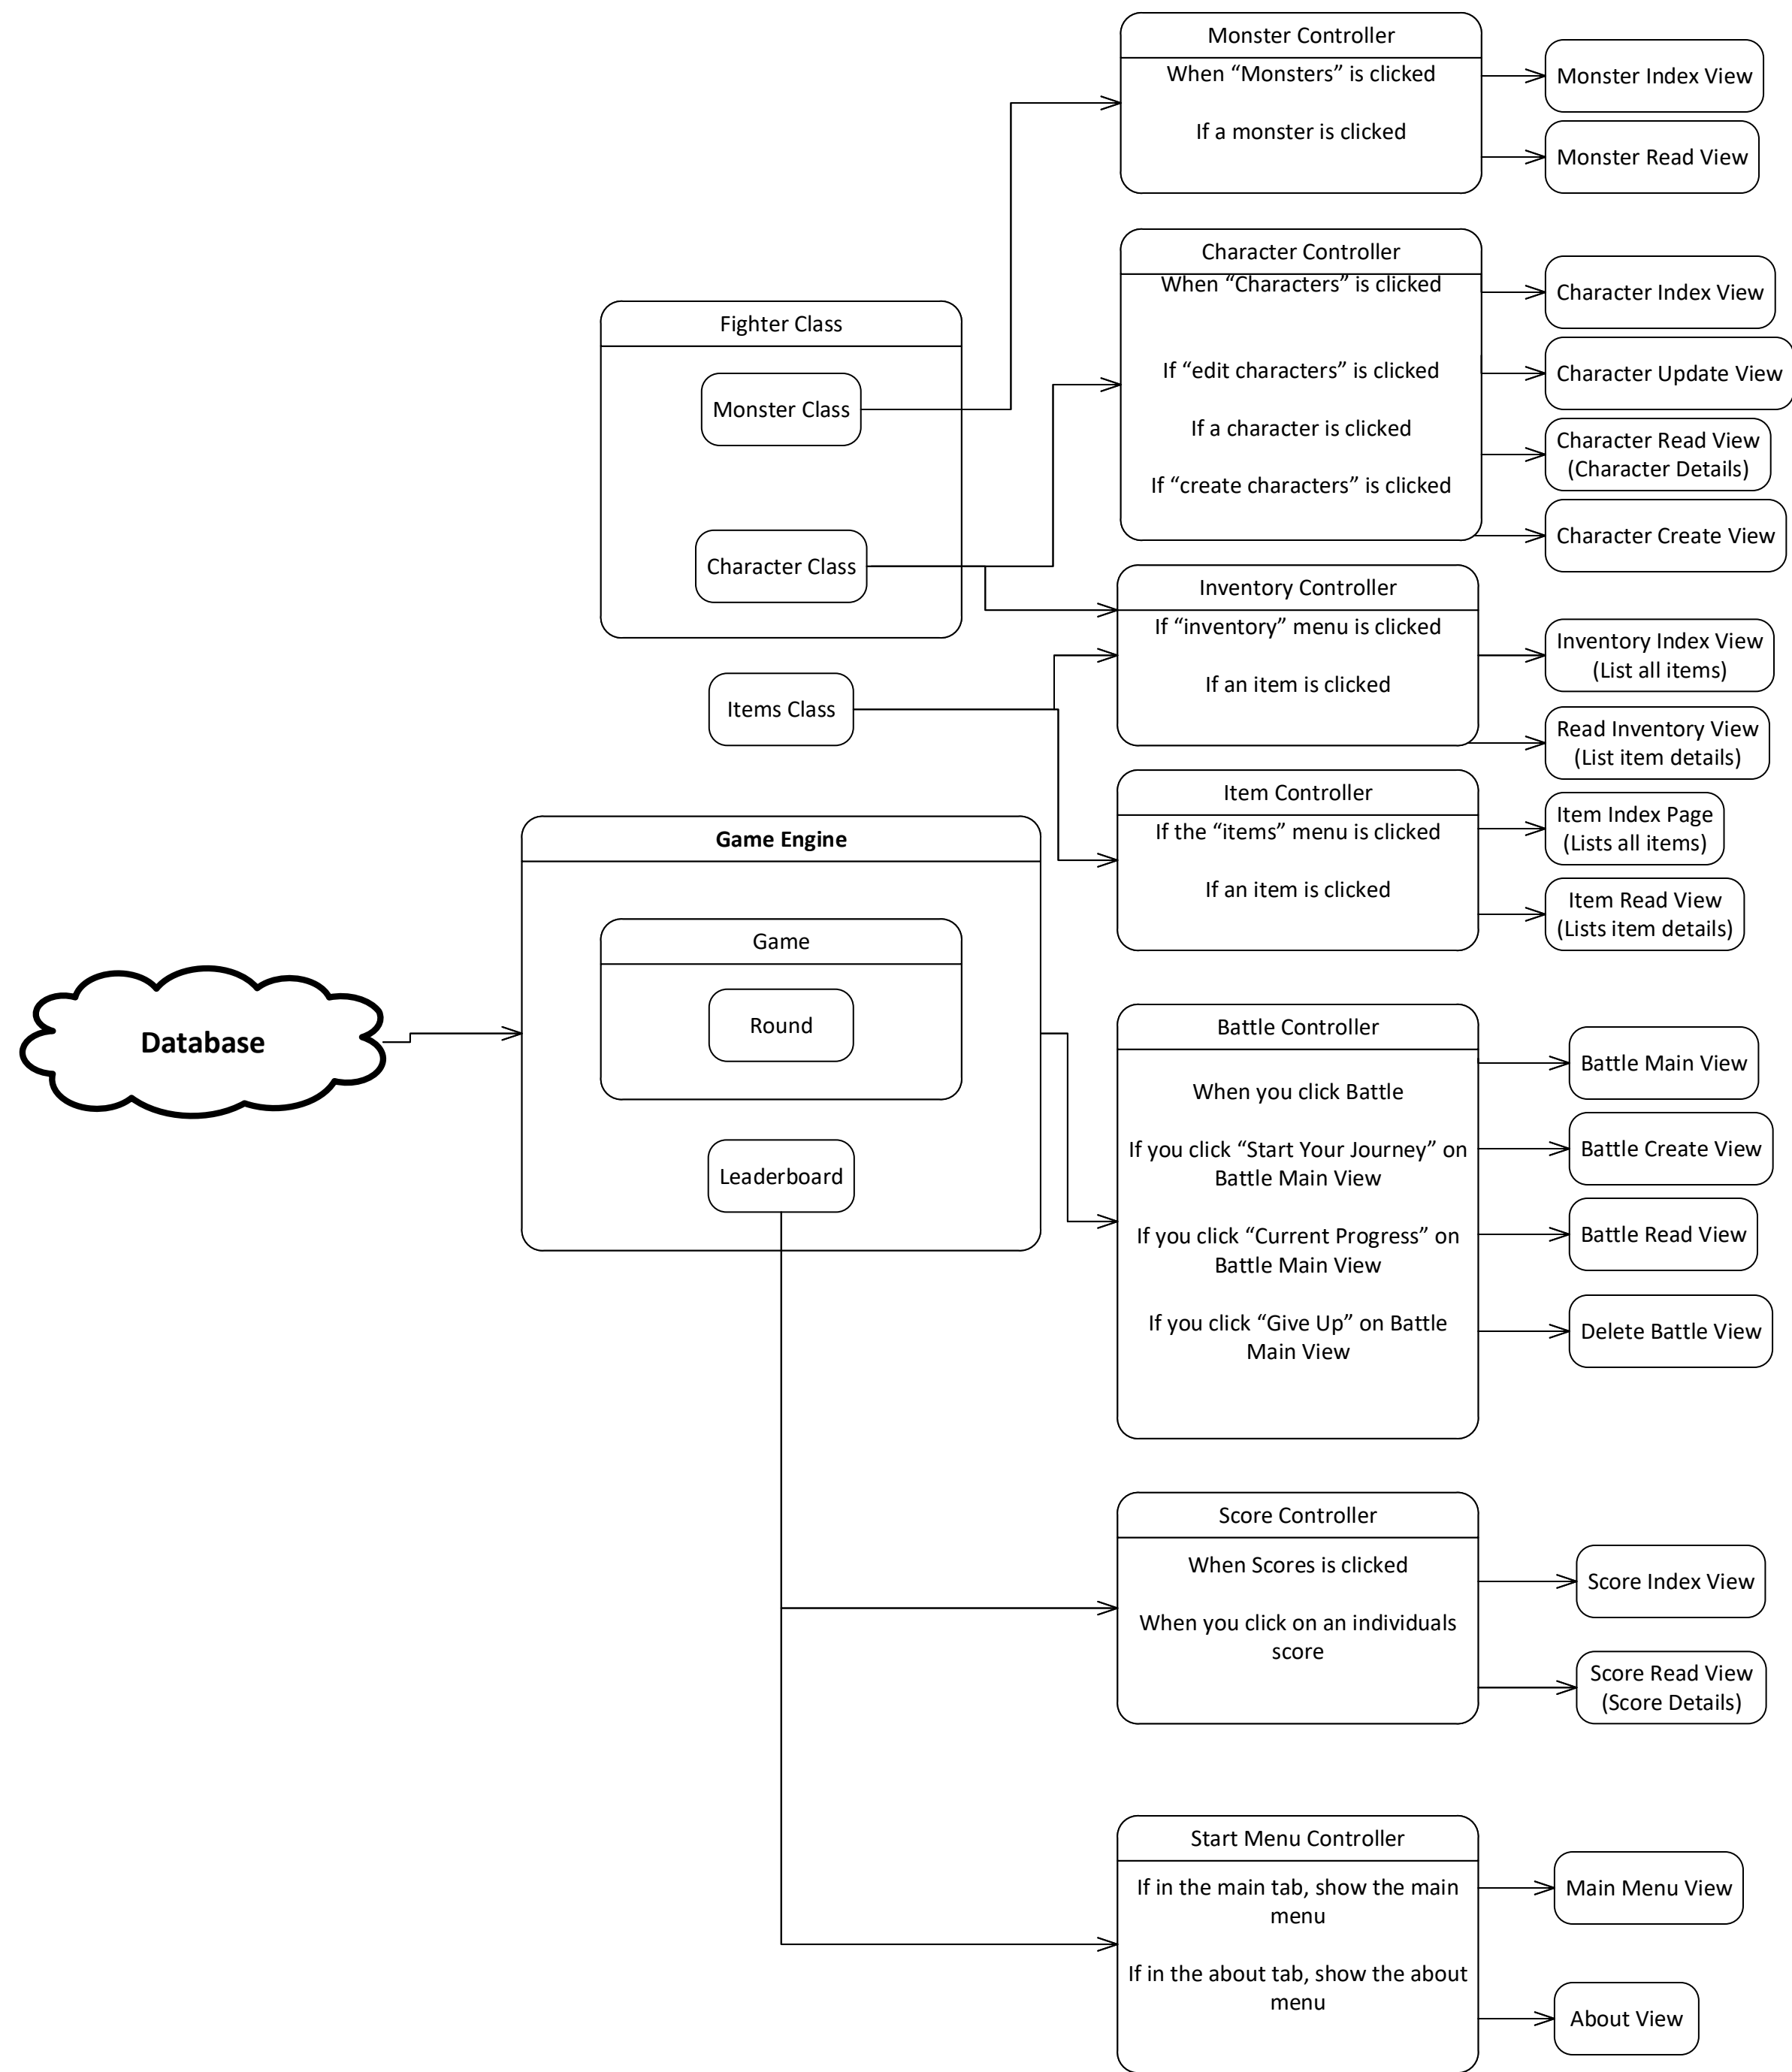 Monster Controller
When “Monsters” is clicked
If a monster is clicked
Monster Index View
Monster Read View
Character Controller
When “Characters” is clicked
If “edit characters” is clicked
If a character is clicked
If “create characters” is clicked
Character Index View
Character Update View
Character Read View
(Character Details)
Character Create View
Fighter Class
Monster Class
Character Class
Items Class
Inventory Controller
If “inventory” menu is clicked
If an item is clicked
Inventory Index View
(List all items)
Read Inventory View
(List item details)
Item Controller
If the “items” menu is clicked
If an item is clicked
Item Index Page
(Lists all items)
Item Read View
(Lists item details)
Database
Game Engine
Game
Round
Leaderboard
Battle Controller
When you click Battle
If you click “Start Your Journey” on
Battle Main View
If you click “Current Progress” on
Battle Main View
If you click “Give Up” on Battle
Main View
Battle Main View
Battle Create View
Battle Read View
Delete Battle View
Score Controller
When Scores is clicked
When you click on an individuals
score
Score Index View
Score Read View
(Score Details)
Start Menu Controller
If in the main tab, show the main
menu
If in the about tab, show the about
menu
Main Menu View
About View